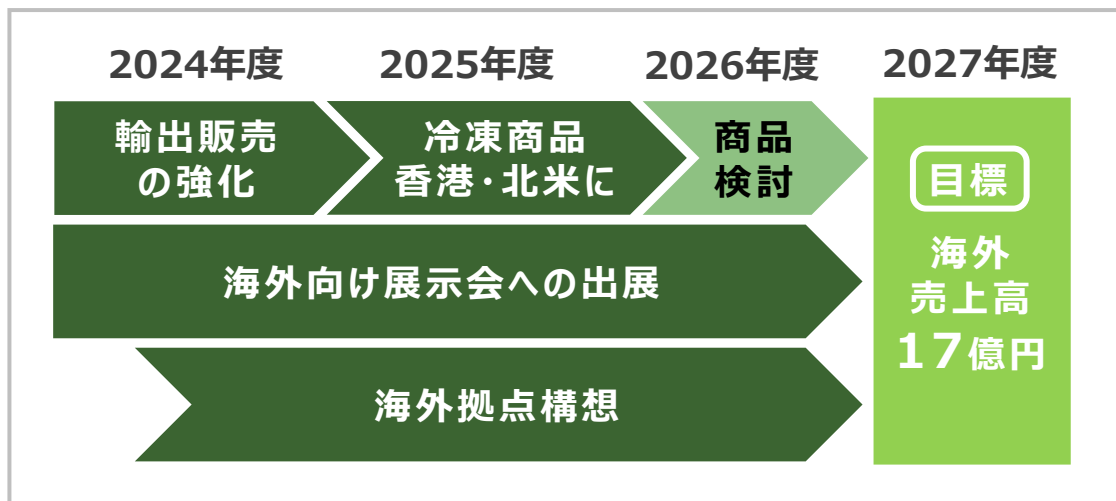 2024年度
2025年度
2026年度
2027年度
輸出販売
の強化
冷凍商品
香港・北米に
商品
検討
海外向け展示会への出展
海外拠点構想
目標
海外
売上高
17億円